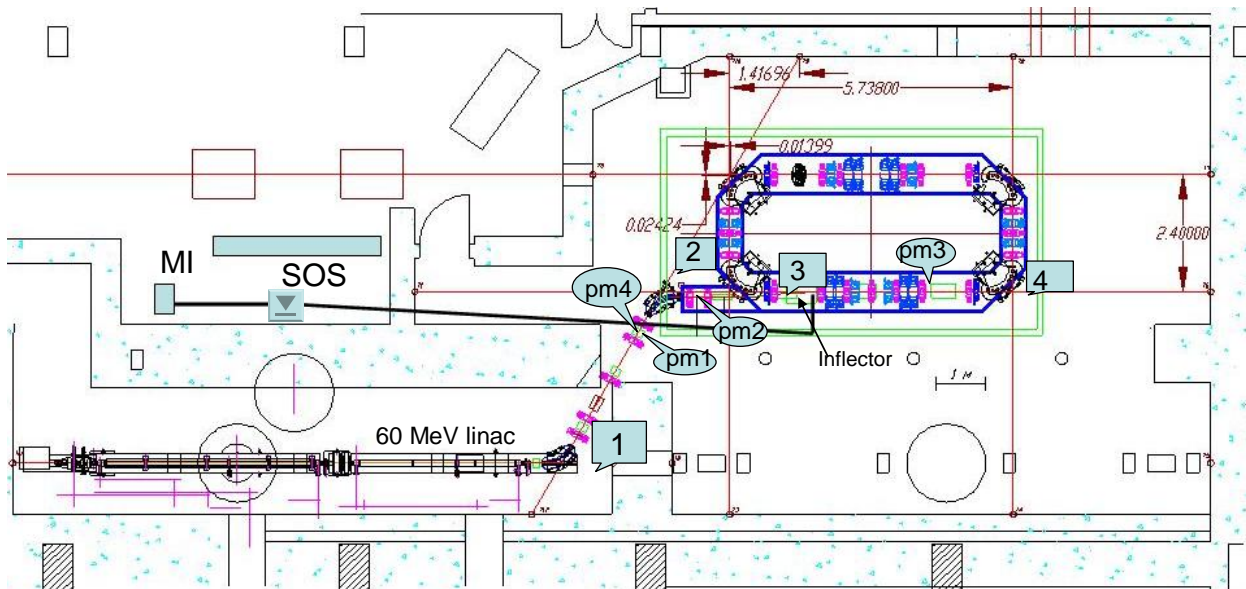 1.41696
5.73800
0.01399
0.02424
2.40000
MI
SOS
2
3
pm3
4
pm4
pm2
pm1
Inflector
1 м
60 MeV linac
1